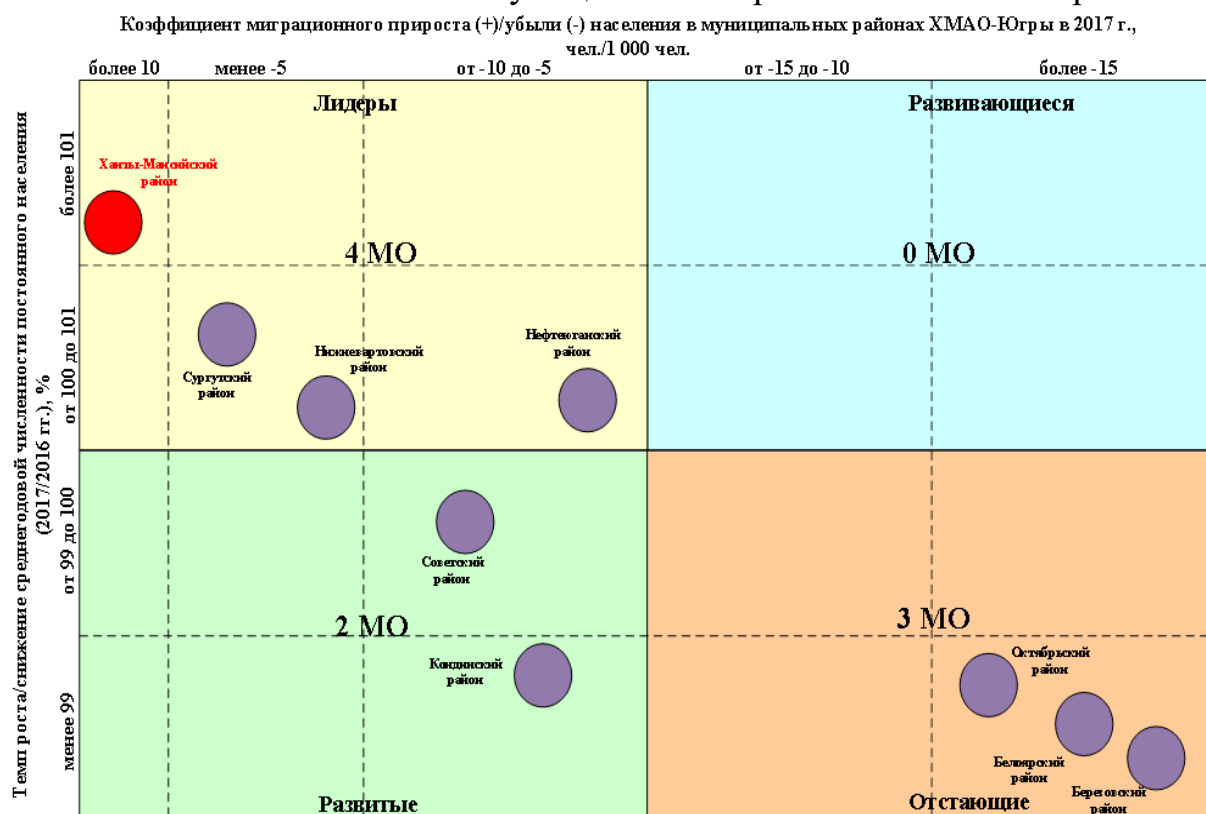 Коэффициент миграционного прироста (+)/убыли (-) населения в муниципальных районах ХМАО-Югры в 2017 г.,
чел./1 000 чел.
более 10 менее -5 от -10 до -5 от -15 до -10 более -15
Темп роста/снижение среднегодовой численности постоянного населения
(2017/2016 гг.), %
более 101
от 100 до 101
от 99 до 100
менее 99
Лидеры
Развивающиеся
Ханты-Мансийский
район
4 МО
0 МО
Сургутский
район
Нижневартовский
район
Нефтеюганский
район
Советский
район
2 МО
3 МО
Кондинский
район
Октябрьский
район
Белоярский
район
Березовский
район
Развитые
Отстающие